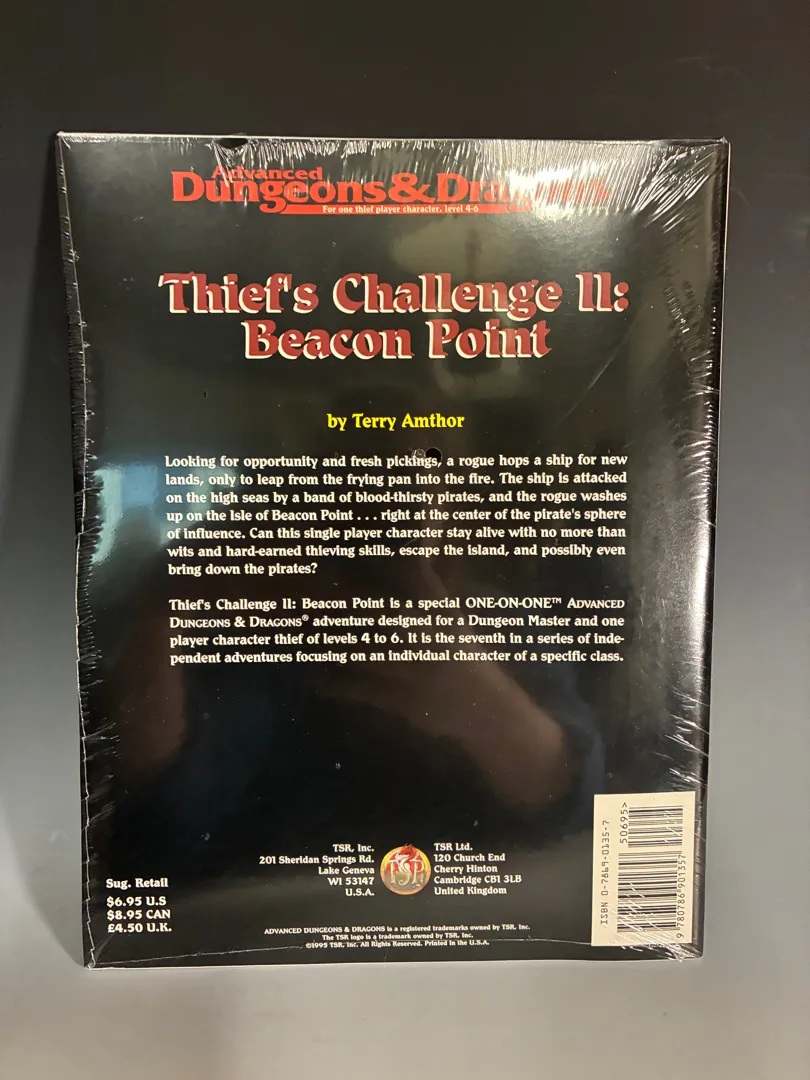 Advanced
Dungeons & Dragons
For one thief player character, level 4-6
Thief's Challenge II:
Beacon Point
by Terry Amthor
Looking for opportunity and fresh pickings, a rogue hops a ship for new
lands, only to leap from the frying pan into the fire. The ship is attacked
on the high seas by a band of blood-thirsty pirates, and the rogue washes
up on the Isle of Beacon Point . . . right at the center of the pirate's sphere
of influence. Can this single player character stay alive with no more than
wits and hard-earned thieving skills, escape the island, and possibly even
bring down the pirates?
Thief's Challenge II: Beacon Point is a special ONE-ON-ONE™ ADVANCED
DUNGEONS & DRAGONS® adventure designed for a Dungeon Master and one
player character thief of levels 4 to 6. It is the seventh in a series of inde-
pendent adventures focusing on an individual character of a specific class.
Sug. Retail
$6.95 U.S
$8.95 CAN
£4.50 U.K.
TSR, Inc.
201 Sheridan Springs Rd.
Lake Geneva
WI 53147
U.S.A.
TSR
TSR Ltd.
120 Church End
Cherry Hinton
Cambridge CB1 3LB
United Kingdom
ADVANCED DUNGEONS & DRAGONS is a registered trademarks owned by TSR, Inc.
The TSR logo is a trademark owned by TSR, Inc.
©1995 TSR, Inc. All Rights Reserved. Printed in the U.S.A.
ISBN 0-7869-0135-7
50695>
9 780786 901357